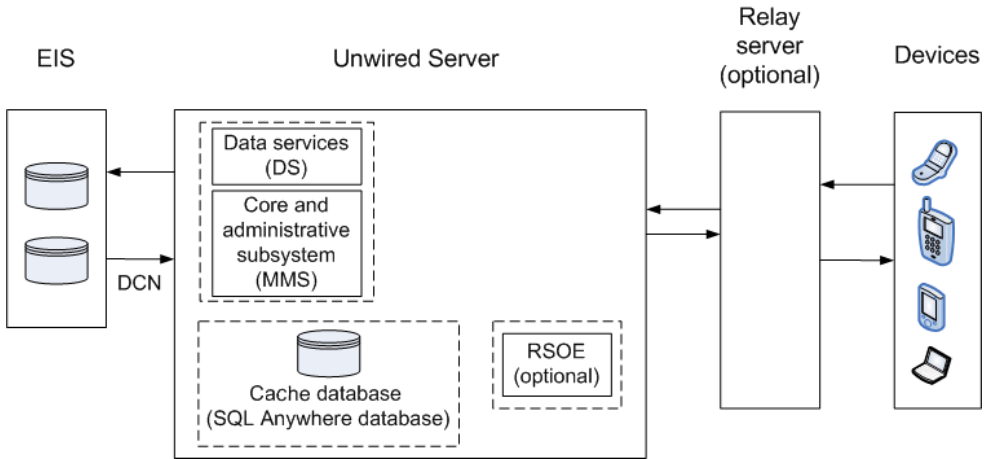 EIS
Unwired Server
Relay
server
(optional)
Devices
Data services
(DS)
Core and
administrative
subsystem
(MMS)
DCN
Cache database
(SQL Anywhere database)
RSOE
(optional)